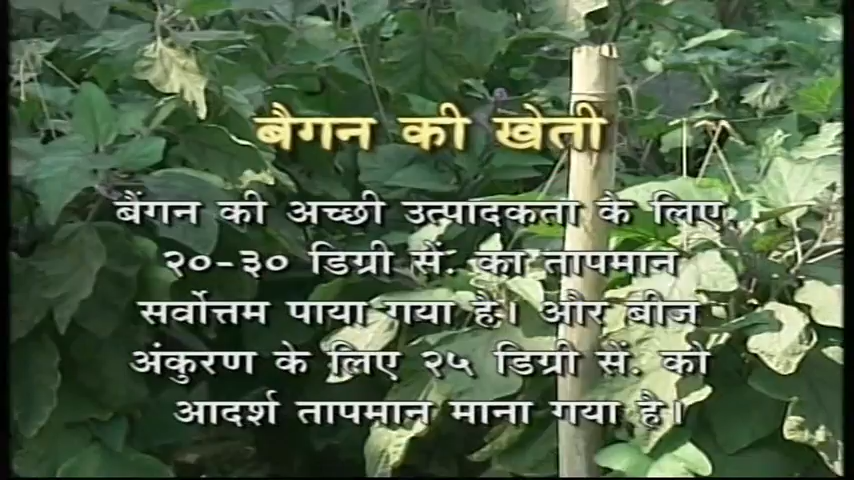 बैगन की खेती
बैंगन की अच्छी उत्पादकता के लिए
२०-३० डिग्री सें. का तापमान
सर्वोत्तम पाया गया है। और बीज
अंकुरण के लिए २५ डिग्री सें. को
आदर्श तापमान माना गया है।